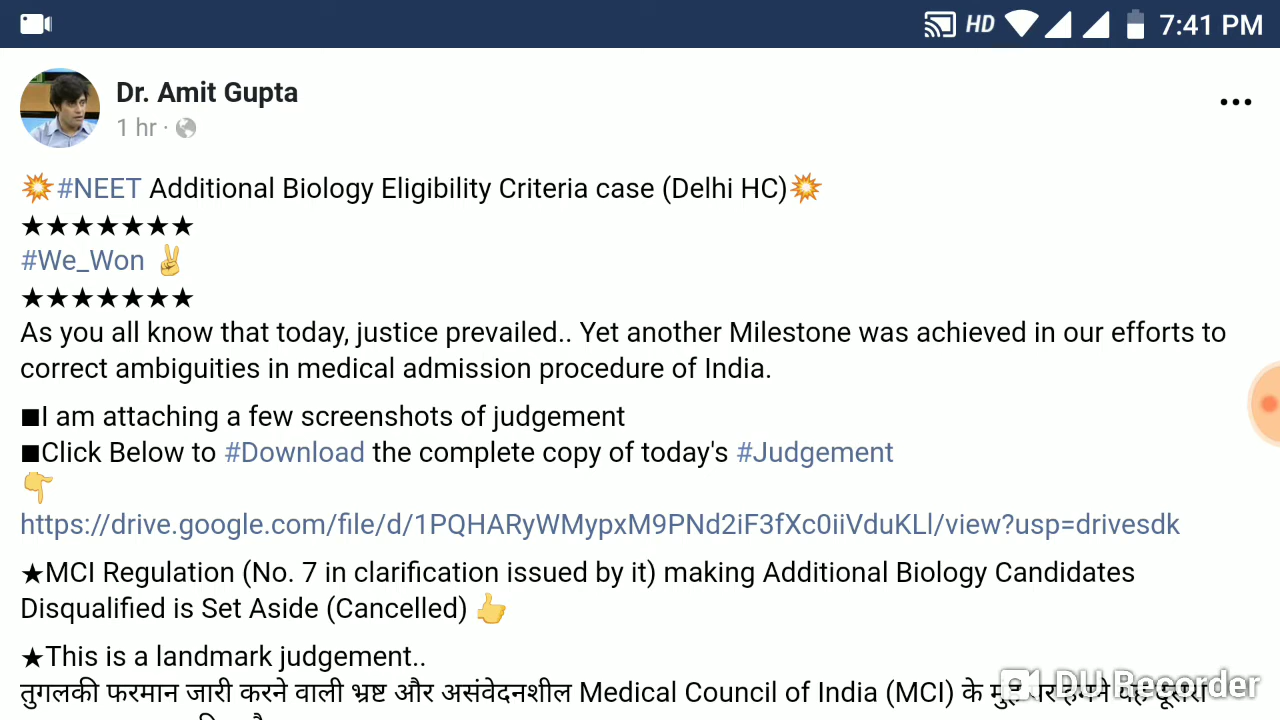 HD 7:41 PM
Dr. Amit Gupta
1 hr ·
💥#NEET Additional Biology Eligibility Criteria case (Delhi HC)💥
★★★★★★★
#We_Won ✌
★★★★★★★
As you all know that today, justice prevailed.. Yet another Milestone was achieved in our efforts to
correct ambiguities in medical admission procedure of India.
■I am attaching a few screenshots of judgement
■Click Below to #Download the complete copy of today's #Judgement
👇
https://drive.google.com/file/d/1PQHARyWMypxM9PNd2iF3fXc0iiVduKLl/view?usp=drivesdk
★MCI Regulation (No. 7 in clarification issued by it) making Additional Biology Candidates
Disqualified is Set Aside (Cancelled) 👍
★This is a landmark judgement..
तुगलकी फरमान जारी करने वाली भ्रष्ट और असंवेदनशील Medical Council of India (MCI) के
DU Recorder